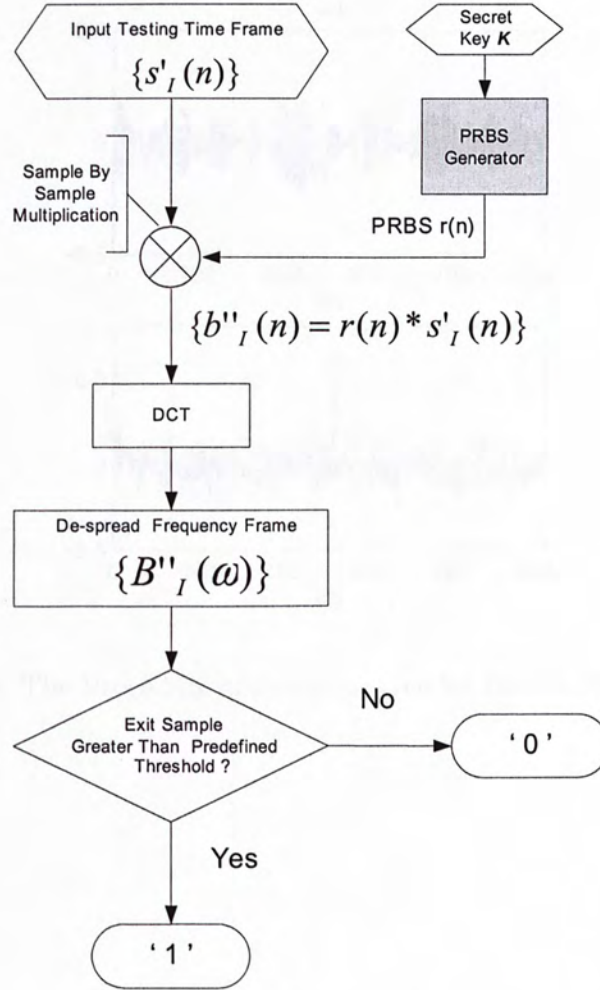 Input Testing Time Frame
{s'_I(n)}
Secret
Key K
PRBS
Generator
Sample By
Sample
Multiplication
PRBS r(n)
{b''_I(n) = r(n)* s'_I(n)}
DCT
De-spread Frequency Frame
{B''_I(ω)}
Exit Sample
Greater Than Predefined
Threshold ?
No
' 0 '
Yes
' 1 '